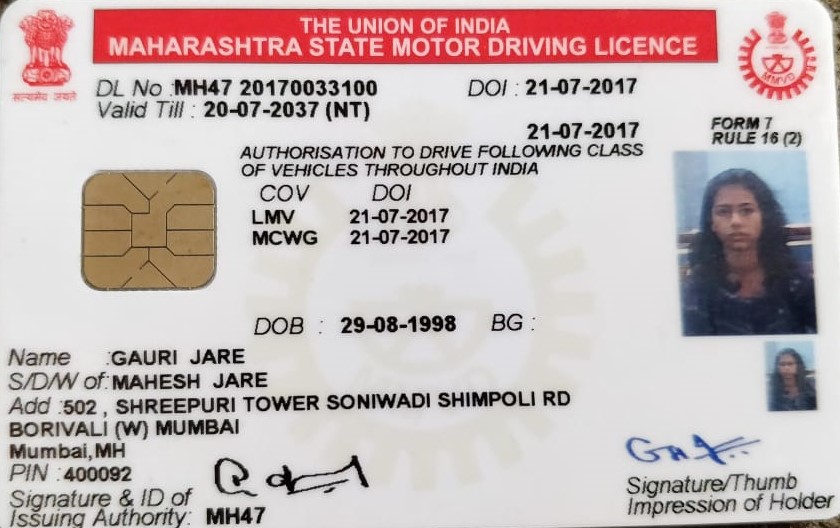 THE UNION OF INDIA
MAHARASHTRA STATE MOTOR DRIVING LICENCE
सत्यमेव जयते
MMVD
DL No :MH47 20170033100 DOI : 21-07-2017
Valid Till : 20-07-2037 (NT)
21-07-2017
FORM 7
RULE 16 (2)
AUTHORISATION TO DRIVE FOLLOWING CLASS
OF VEHICLES THROUGHOUT INDIA
COV DOI
LMV 21-07-2017
MCWG 21-07-2017
DOB : 29-08-1998 BG :
Name :GAURI JARE
S/D/W of:MAHESH JARE
Add :502 , SHREEPURI TOWER SONIWADI SHIMPOLI RD
BORIVALI (W) MUMBAI
Mumbai,MH
PIN :400092
Signature & ID of
Issuing Authority: MH47
Signature/Thumb
Impression of Holder